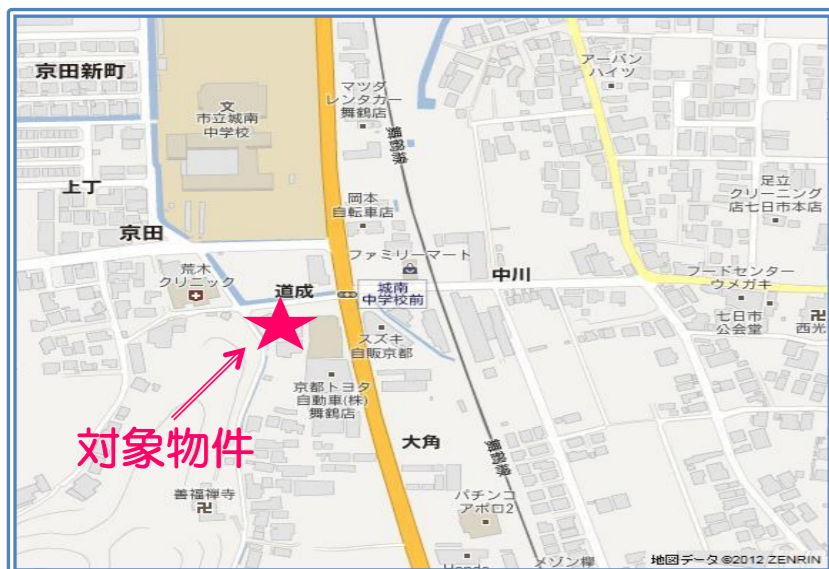 京田新町
文
市立城南
中学校
マツダ
レンタカー
舞鶴店
アーバン
ハイツ
舞鶴線
上丁
岡本
自転車店
足立
クリーニング
店七日市本店
京田
荒木
クリニック
道成
ファミリーマート
城南
中学校前
中川
フードセンター
ウメガキ
七日市
公会堂
西光
スズキ
自販京都
京都トヨタ
自動車(株)
舞鶴店
対象物件
大角
舞鶴線
善福禅寺
パチンコ
アポロ2
Honda
メゾン欅
地図データ ©2012 ZENRIN